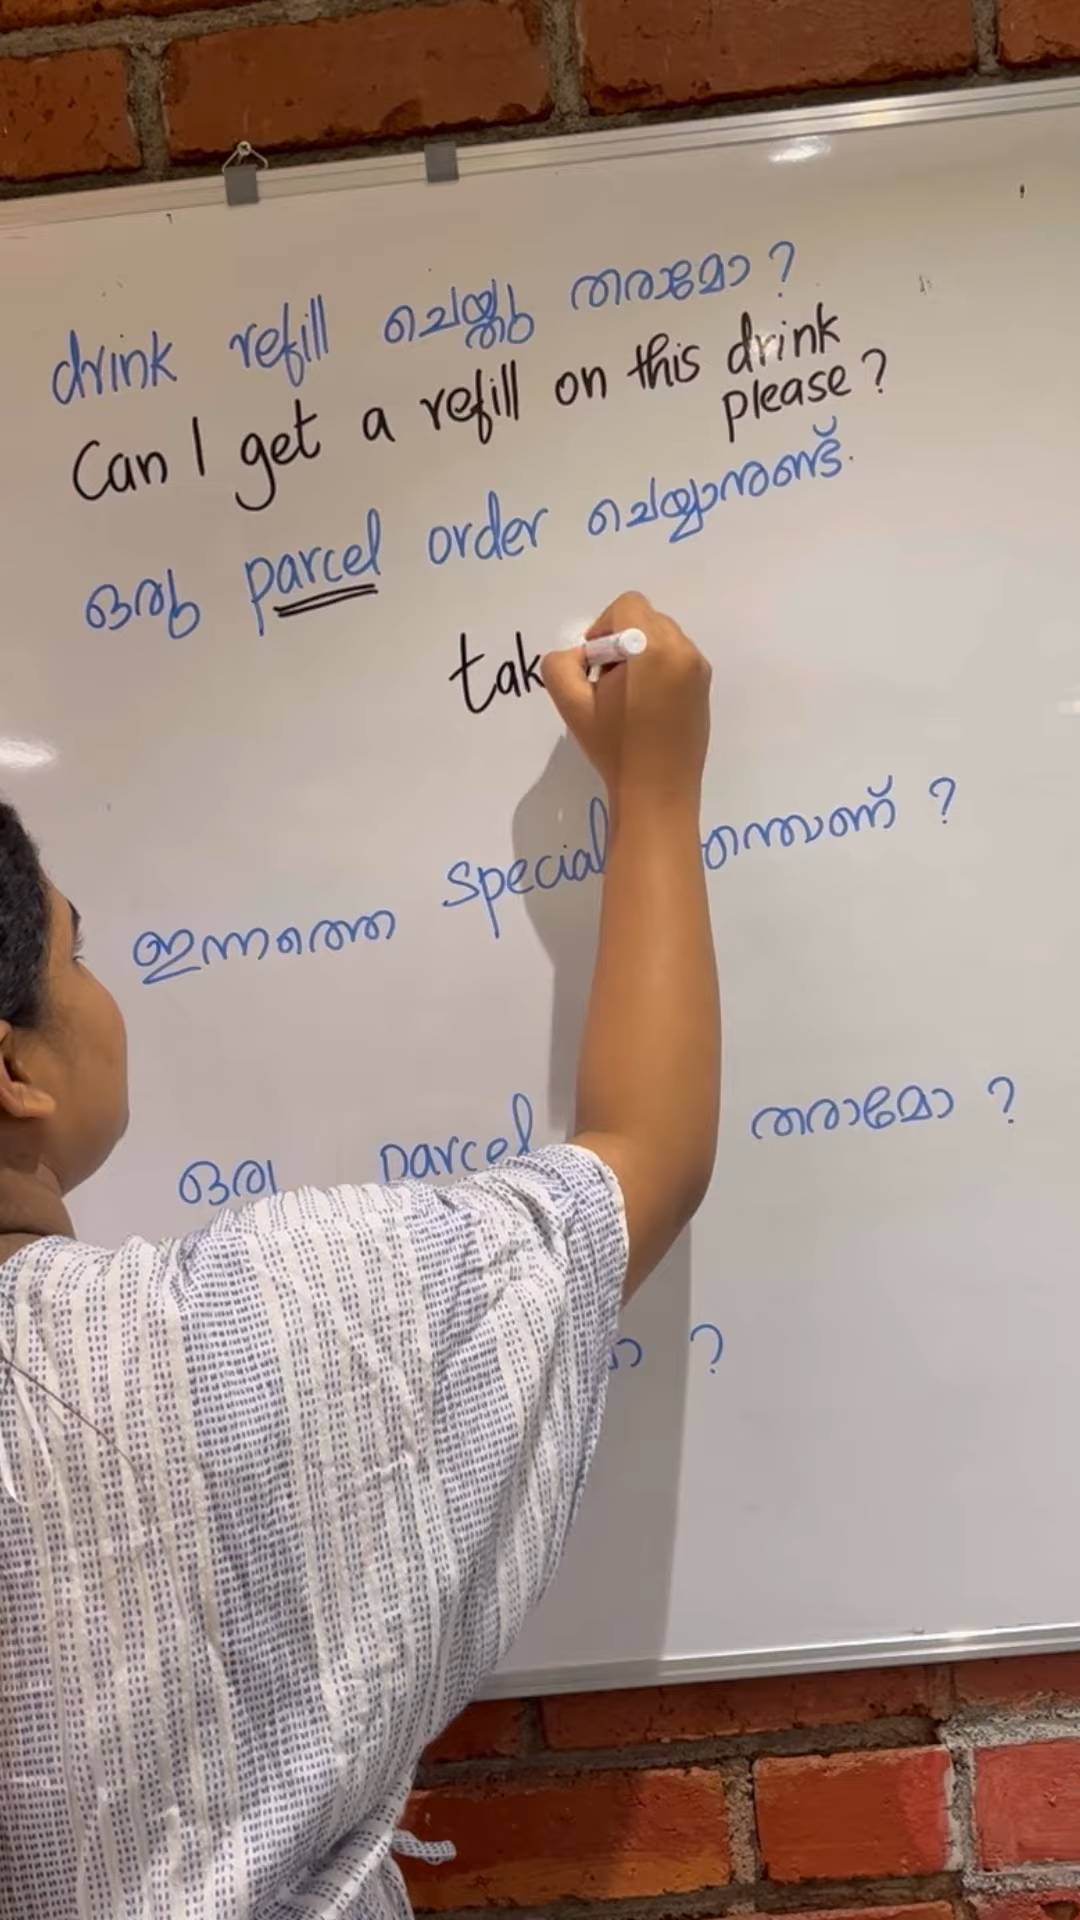 drink refill ചെയ്തു തരാമോ ?
Can I get a refill on this drink
please ?
ഒരു parcel order ചെയ്യാനുണ്ട്.
tak
ഇന്നത്തെ special എന്താണ് ?
ഒരു parcel തരാമോ ?
?